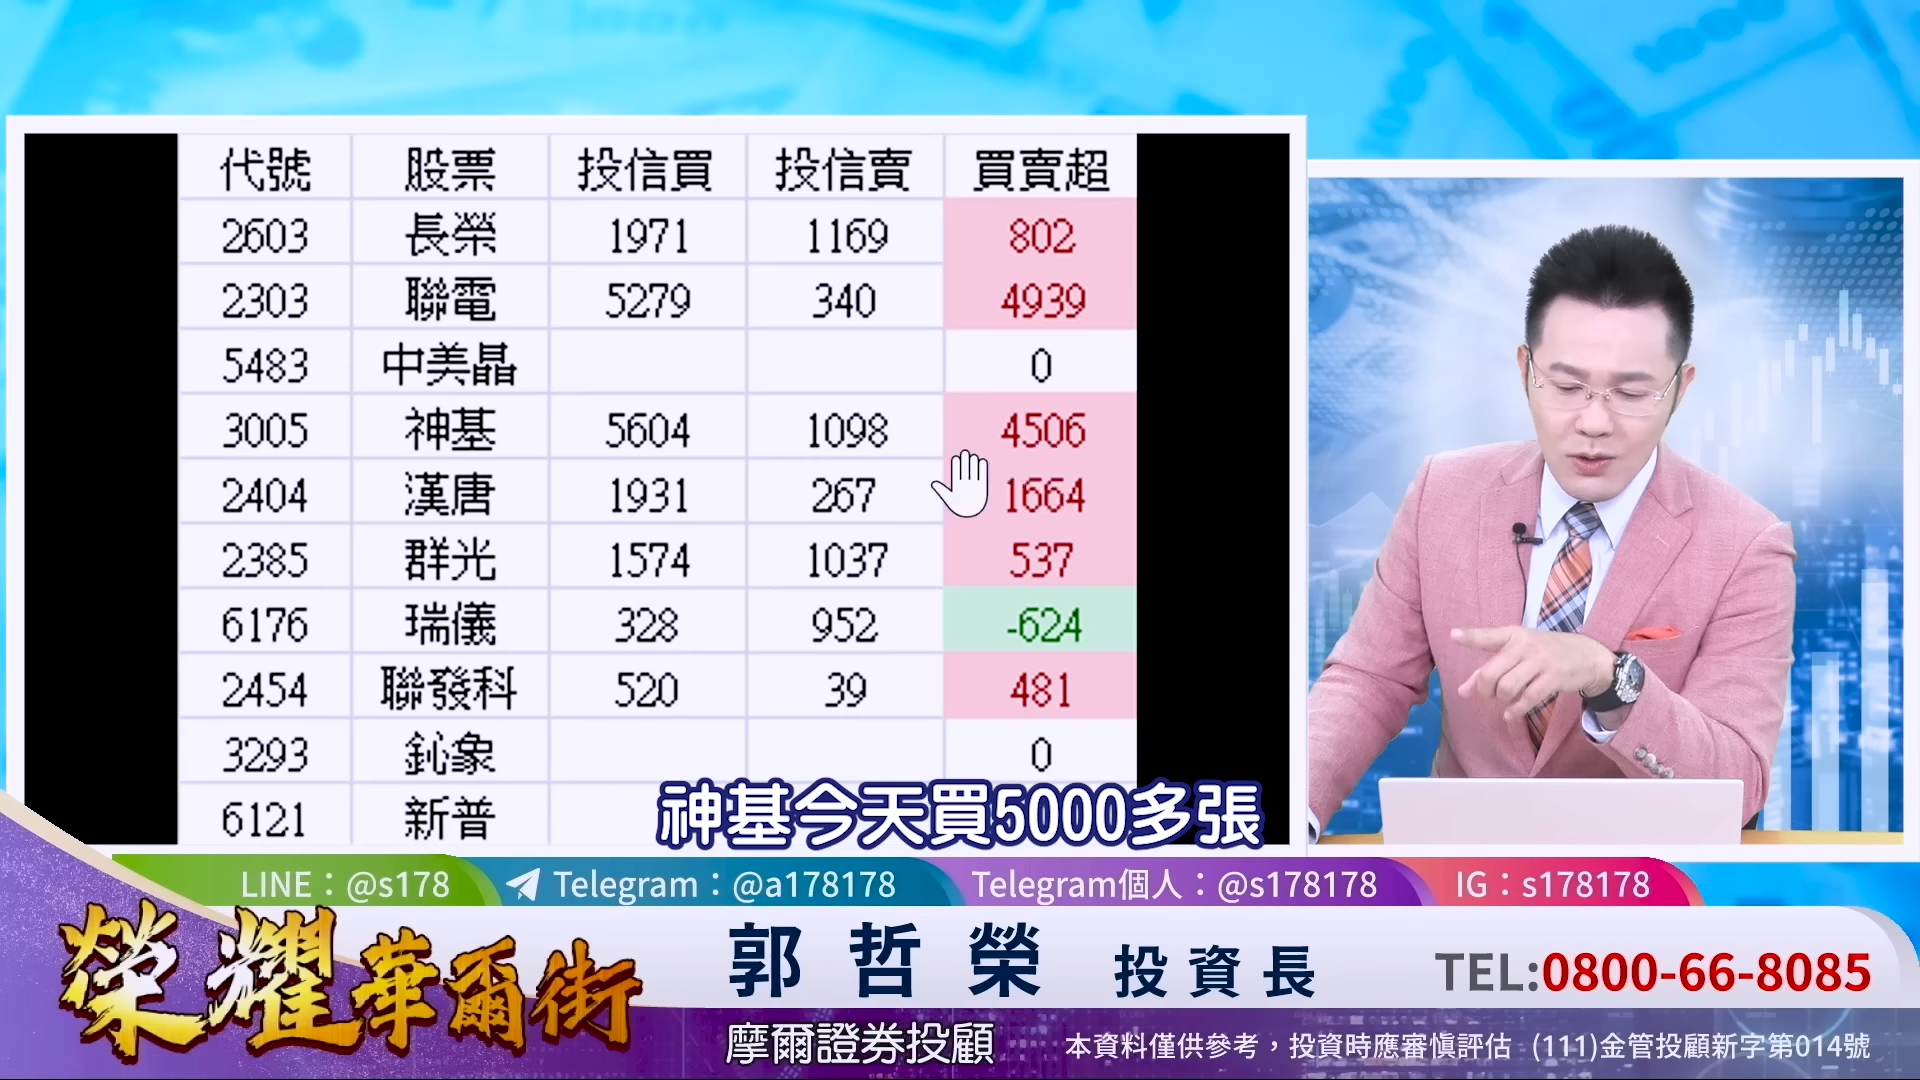 代號 股票 投信買 投信賣 買賣超
2603 長榮 1971 1169 802
2303 聯電 5279 340 4939
5483 中美晶 0
3005 神基 5604 1098 4506
2404 漢唐 1931 267 1664
2385 群光 1574 1037 537
6176 瑞儀 328 952 -624
2454 聯發科 520 39 481
3293 鈊象 0
6121 新普
神基今天買5000多張
LINE：@s178 Telegram：@a178178 Telegram個人：@s178178 IG：s178178
榮耀華爾街
郭哲榮 投資長
TEL:0800-66-8085
摩爾證券投顧
本資料僅供參考，投資時應審慎評估 (111)金管投顧新字第014號